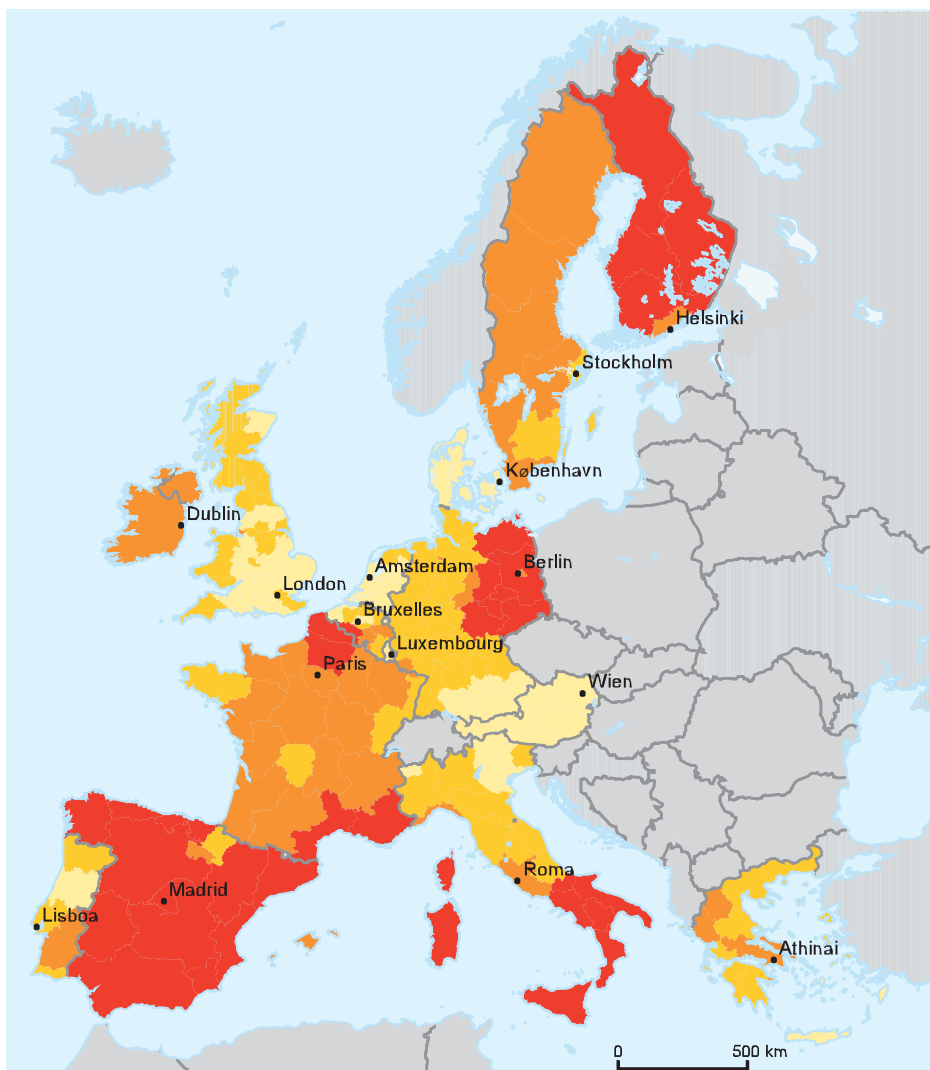 Helsinki
Stockholm
København
Dublin
Berlin
Amsterdam
London
Bruxelles
Luxembourg
Paris
Wien
Roma
Madrid
Lisboa
Athinai
0 500 km